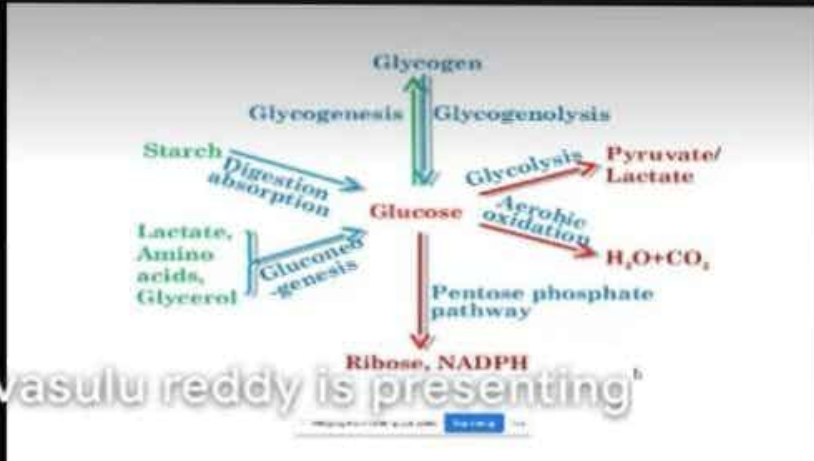 Glycogen
Glycogenesis
Glycogenolysis
Starch
Digestion
absorption
Glycolysis
Pyruvate/
Lactate
Glucose
Aerobic
oxidation
H₂O+CO₂
Lactate,
Amino
acids,
Glycerol
Gluconeo
-genesis
Pentose phosphate
pathway
Ribose, NADPH
vasulu reddy is presenting